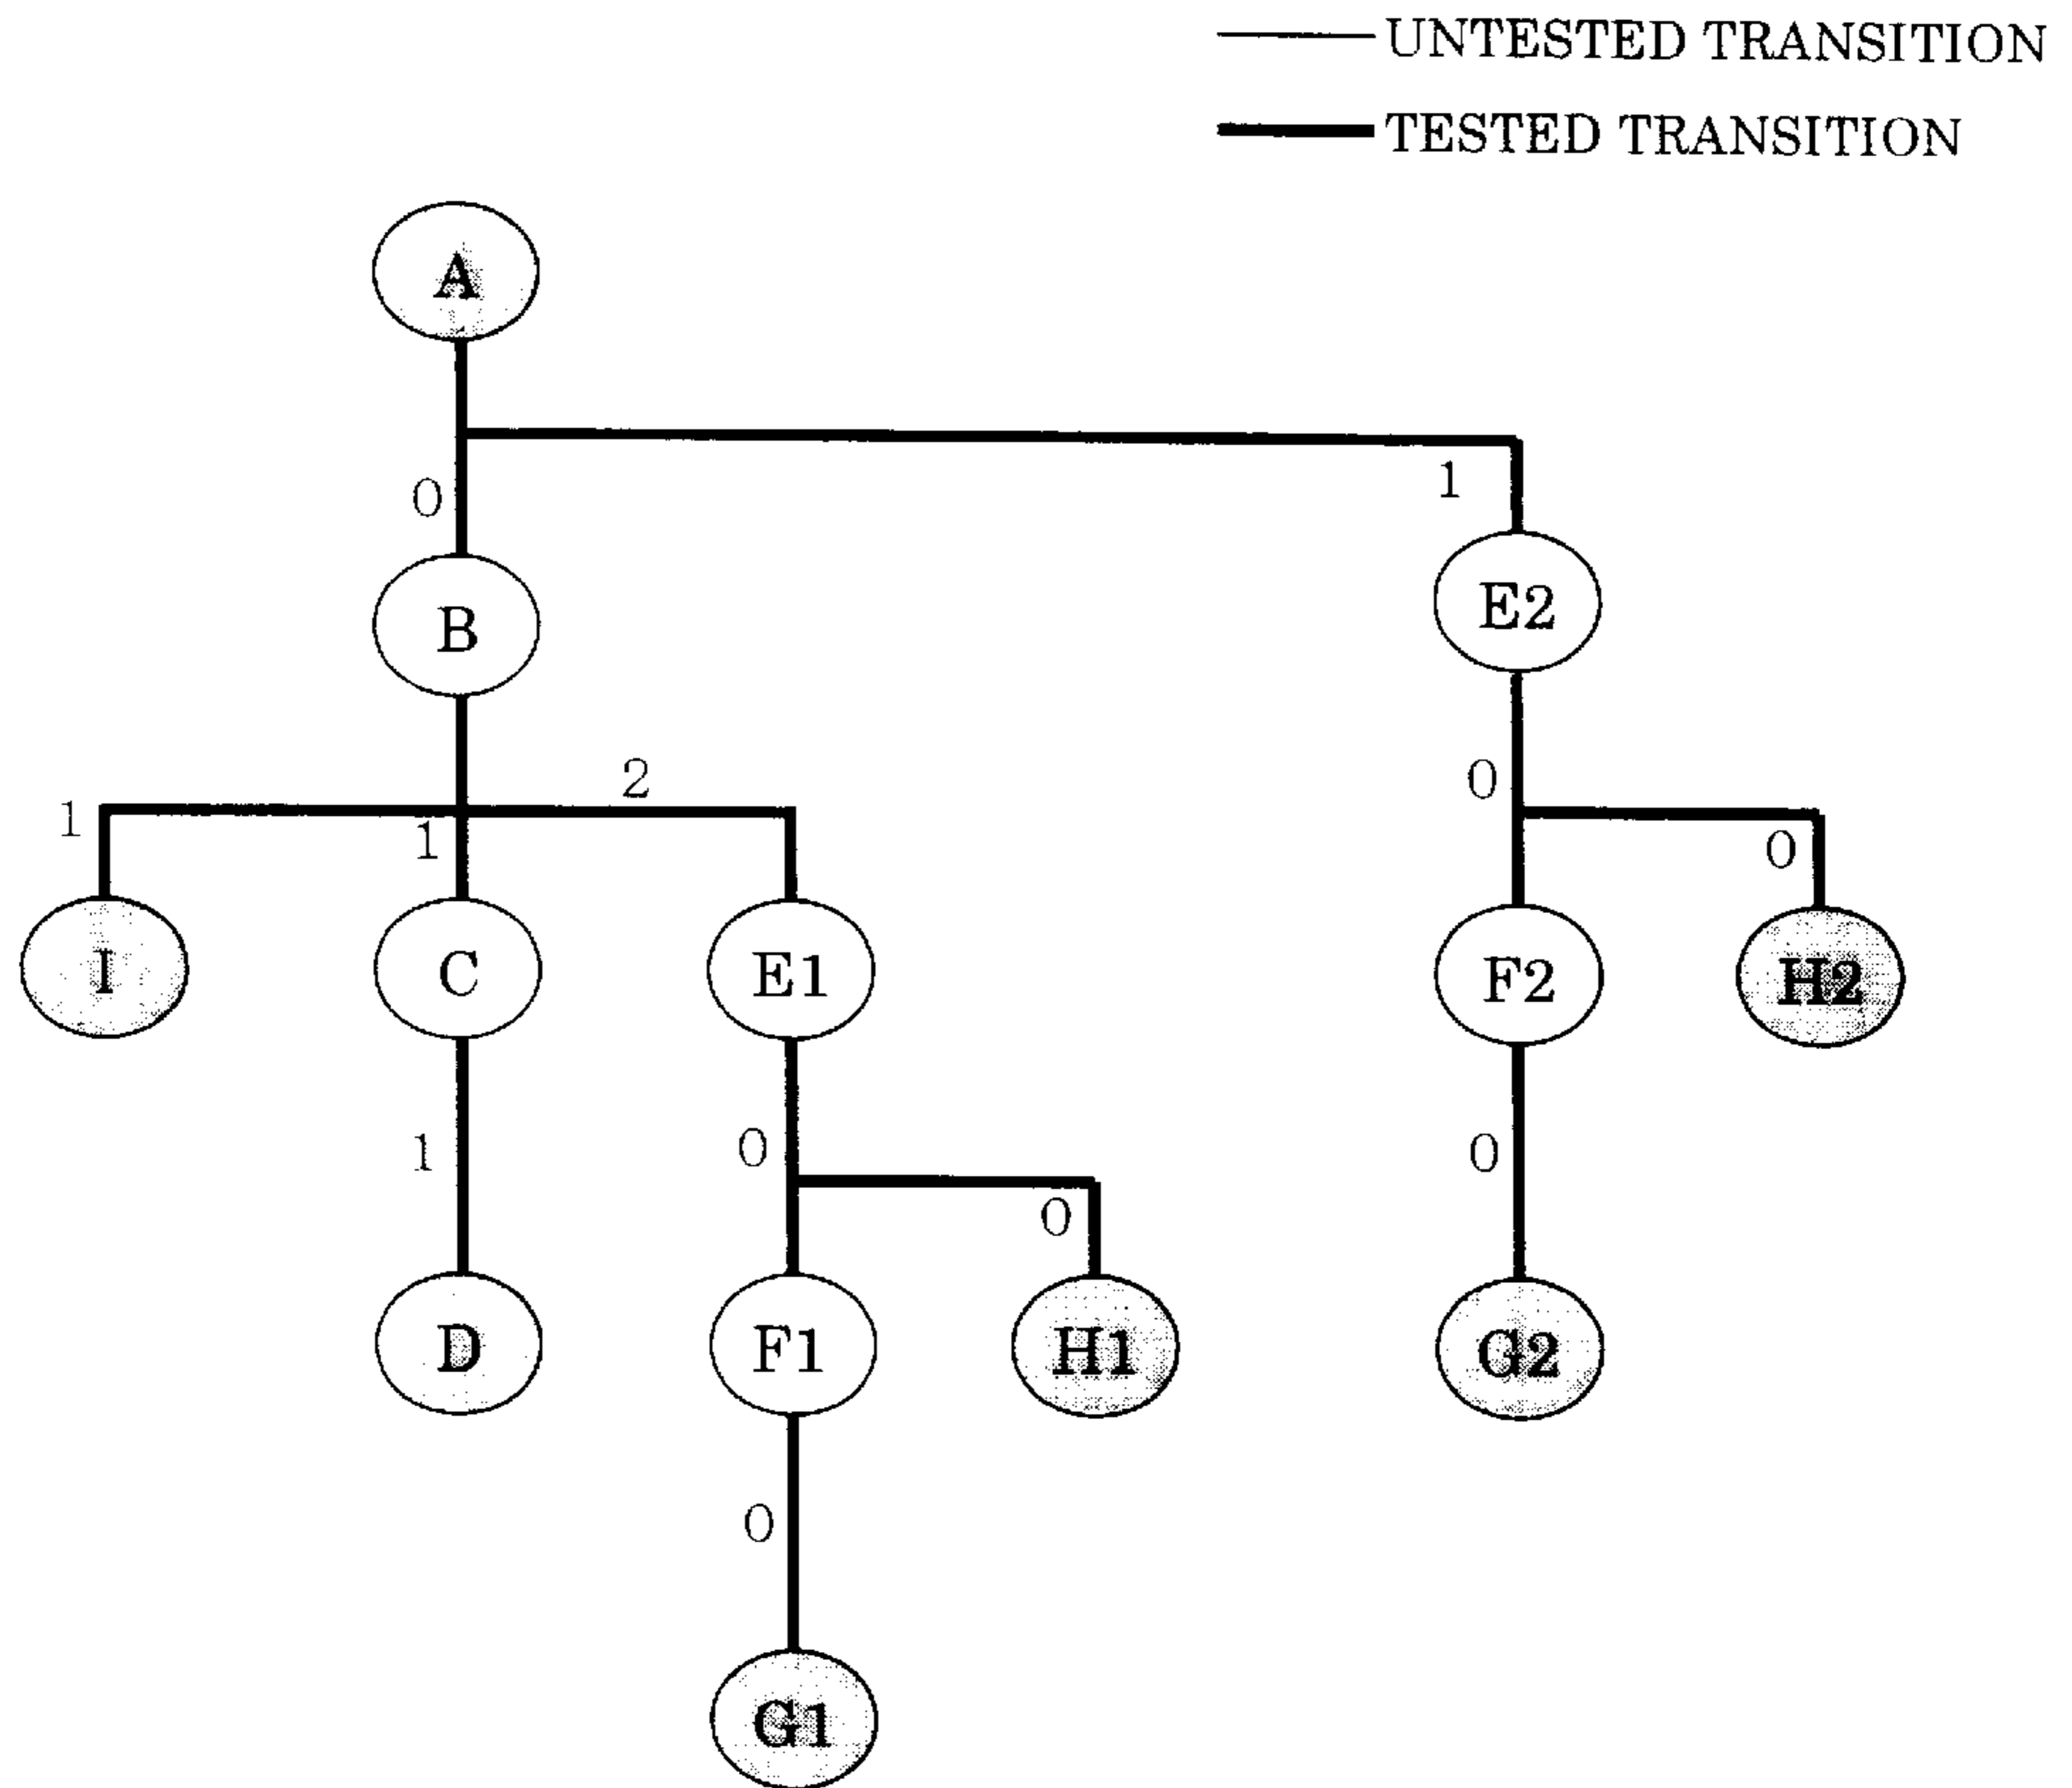 UNTESTED TRANSITION
TESTED TRANSITION
A
0
1
B
E2
2
0
1
1
0
I
C
E1
F2
H2
1
0
0
0
D
F1
H1
G2
0
G1